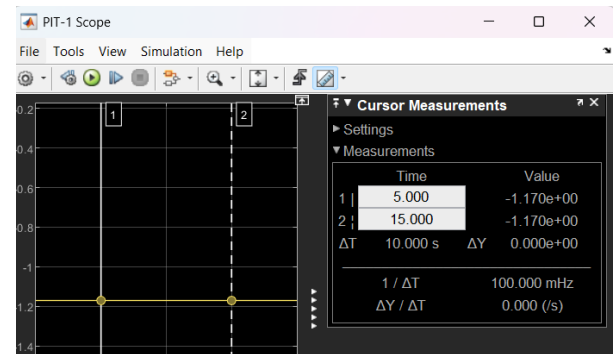 PIT-1 Scope
File Tools View Simulation Help
1
2
0.2
0.4
0.6
0.8
-1
1.2
1.4
Cursor Measurements
Settings
Measurements
Time Value
1 | 5.000 -1.170e+00
2 ¦ 15.000 -1.170e+00
ΔT 10.000 s ΔY 0.000e+00
1 / ΔT 100.000 mHz
ΔY / ΔT 0.000 (/s)